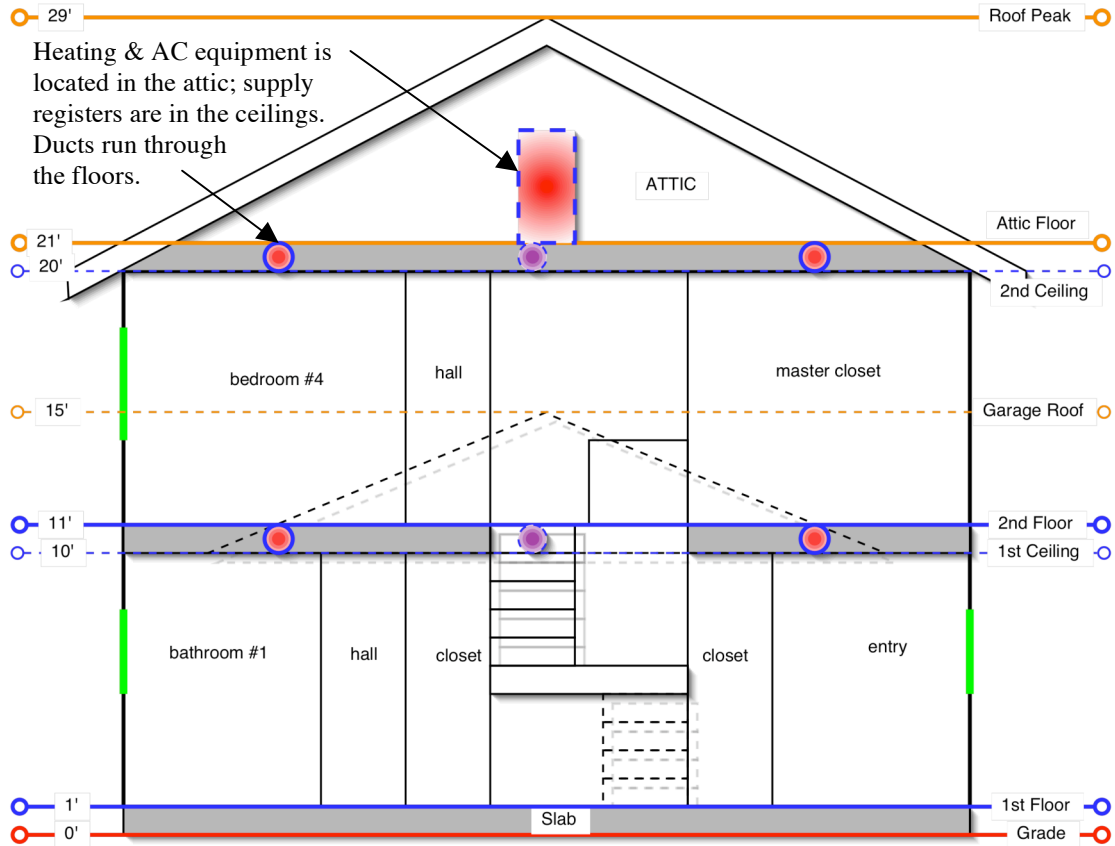 29'
Roof Peak
Heating & AC equipment is
located in the attic; supply
registers are in the ceilings.
Ducts run through
the floors.
ATTIC
Attic Floor
21'
20'
2nd Ceiling
bedroom #4
hall
master closet
15'
Garage Roof
11'
2nd Floor
10'
1st Ceiling
bathroom #1
hall
closet
closet
entry
1'
1st Floor
Slab
0'
Grade